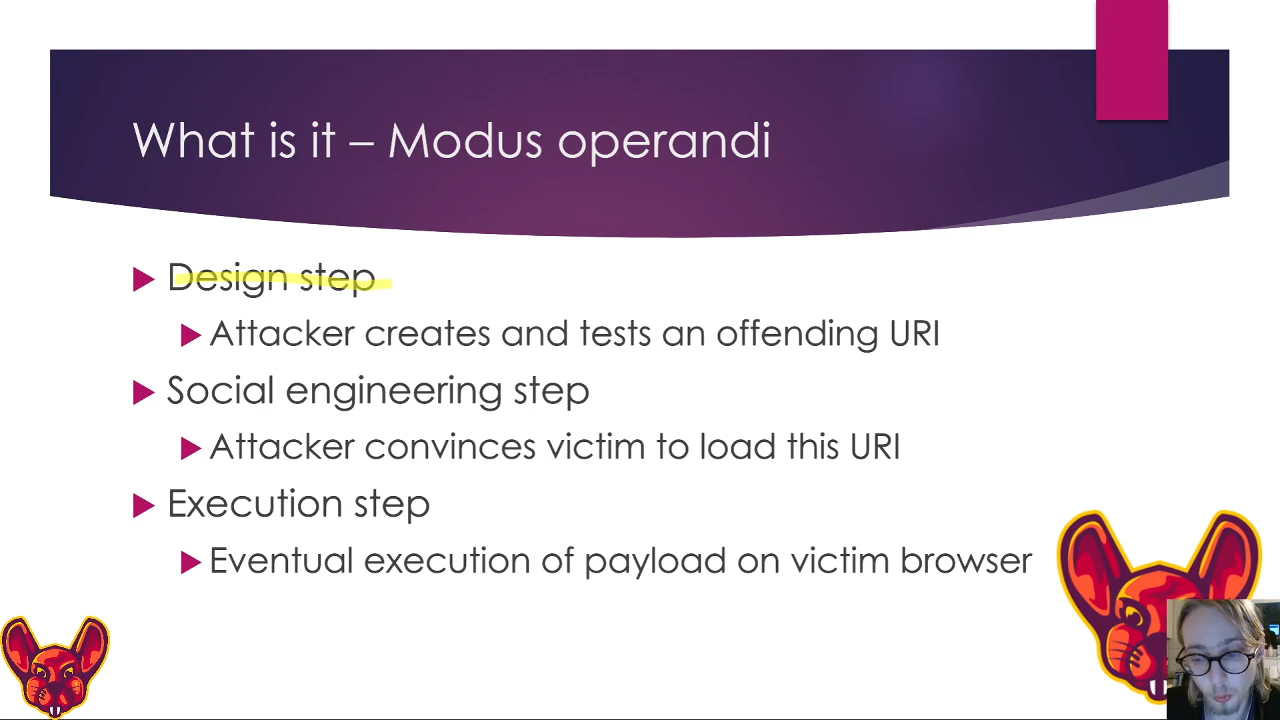 What is it – Modus operandi
Design step
Attacker creates and tests an offending URI
Social engineering step
Attacker convinces victim to load this URI
Execution step
Eventual execution of payload on victim browser